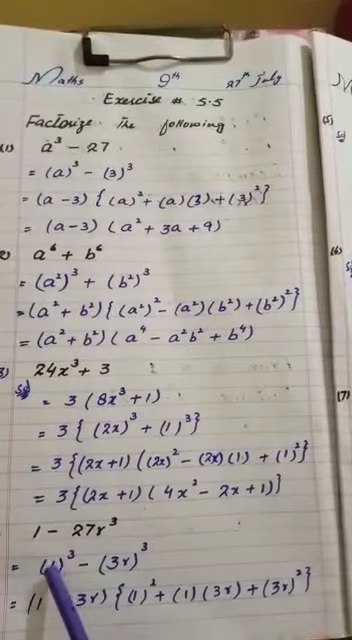 Maths 9th 27th July
Exercise # 5.5
Factorize The following.
(1) a³ - 27
= (a)³ - (3)³
= (a-3) {(a)² + (a)(3) + (3)²}
= (a-3) (a² + 3a + 9)
a⁶ + b⁶
= (a²)³ + (b²)³
= (a² + b²) {(a²)² - (a²)(b²) + (b²)²}
= (a² + b²) (a⁴ - a²b² + b⁴)
24x³ + 3
= 3 (8x³ + 1)
= 3 {(2x)³ + (1)³}
= 3 {(2x+1) ((2x)² - (2x)(1) + (1)²}
= 3 {(2x+1) (4x² - 2x + 1)}
1 - 27r³
= (1)³ - (3r)³
= (1 3r) {(1)² + (1)(3r) + (3r)²}
(5)
(6)
(7)